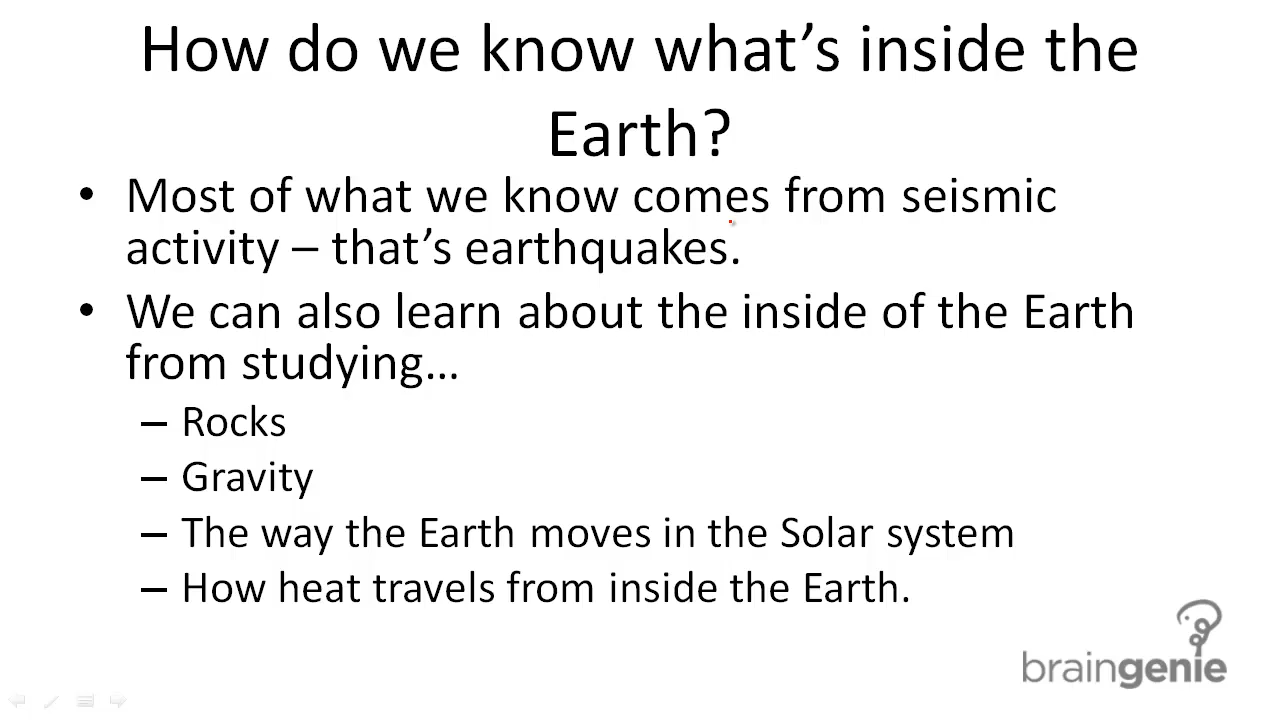 How do we know what’s inside the
Earth?
• Most of what we know comes from seismic
activity – that’s earthquakes.
• We can also learn about the inside of the Earth
from studying…
– Rocks
– Gravity
– The way the Earth moves in the Solar system
– How heat travels from inside the Earth.
braingenie